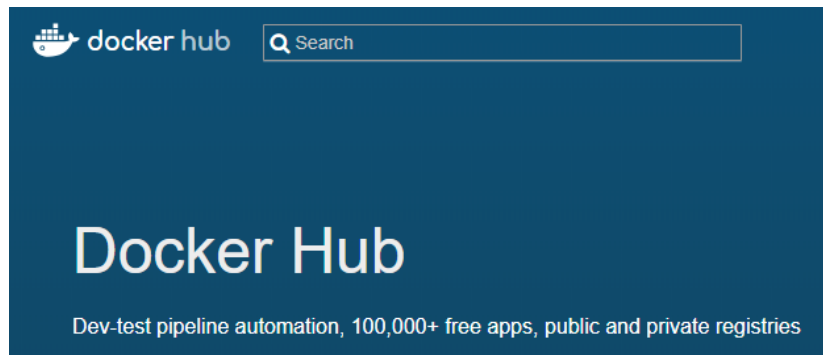 docker hub
Search
Docker Hub
Dev-test pipeline automation, 100,000+ free apps, public and private registries